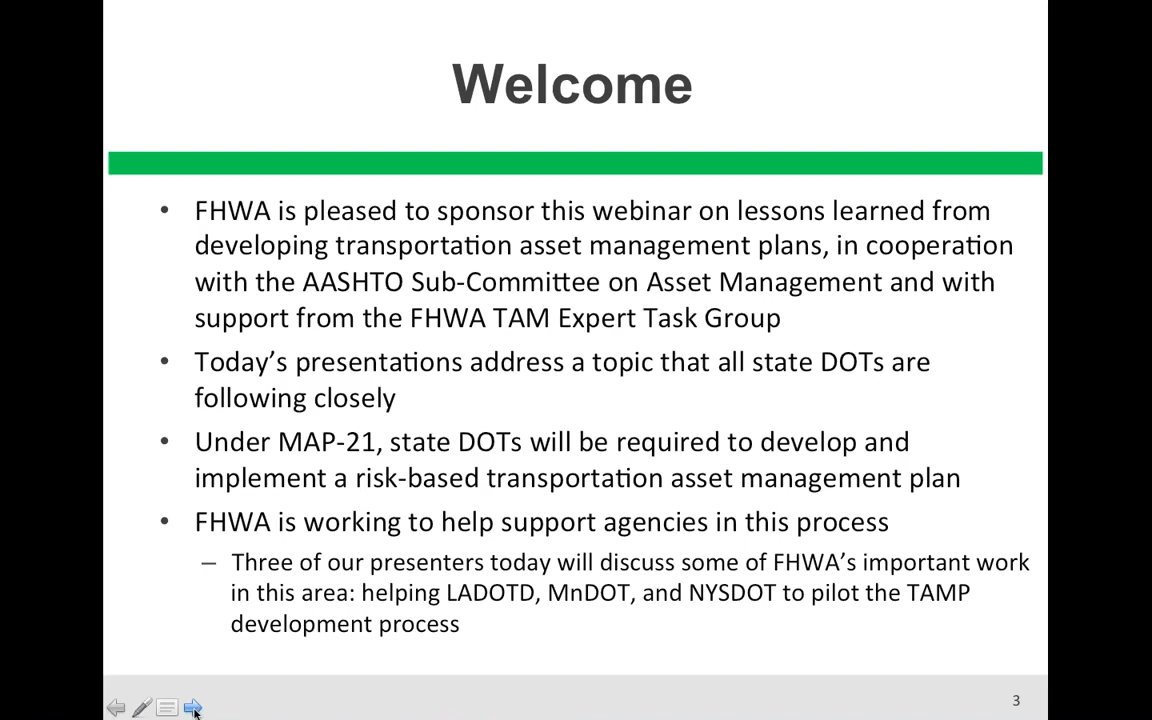 Welcome
• FHWA is pleased to sponsor this webinar on lessons learned from
developing transportation asset management plans, in cooperation
with the AASHTO Sub-Committee on Asset Management and with
support from the FHWA TAM Expert Task Group
• Today’s presentations address a topic that all state DOTs are
following closely
• Under MAP-21, state DOTs will be required to develop and
implement a risk-based transportation asset management plan
• FHWA is working to help support agencies in this process
– Three of our presenters today will discuss some of FHWA’s important work
in this area: helping LADOTD, MnDOT, and NYSDOT to pilot the TAMP
development process
3